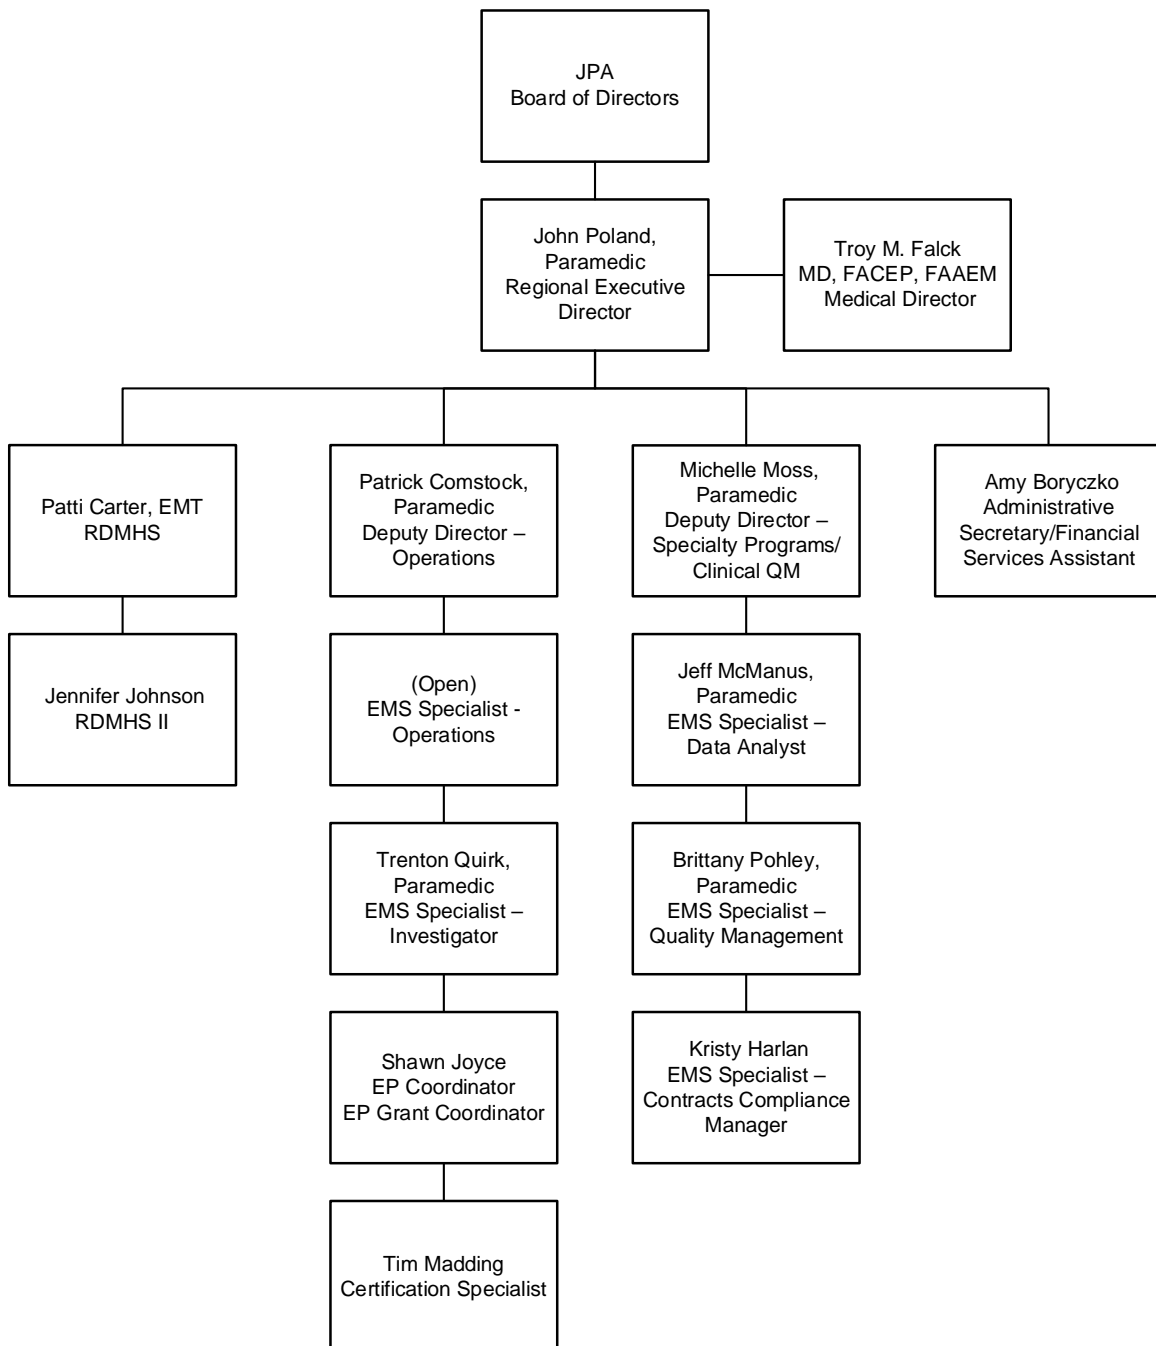 JPA
Board of Directors
John Poland,
Paramedic
Regional Executive
Director
Troy M. Falck
MD, FACEP, FAAEM
Medical Director
Patti Carter, EMT
RDMHS
Patrick Comstock,
Paramedic
Deputy Director –
Operations
Michelle Moss,
Paramedic
Deputy Director –
Specialty Programs/
Clinical QM
Amy Boryczko
Administrative
Secretary/Financial
Services Assistant
Jennifer Johnson
RDMHS II
(Open)
EMS Specialist -
Operations
Jeff McManus,
Paramedic
EMS Specialist –
Data Analyst
Trenton Quirk,
Paramedic
EMS Specialist –
Investigator
Brittany Pohley,
Paramedic
EMS Specialist –
Quality Management
Shawn Joyce
EP Coordinator
EP Grant Coordinator
Kristy Harlan
EMS Specialist –
Contracts Compliance
Manager
Tim Madding
Certification Specialist